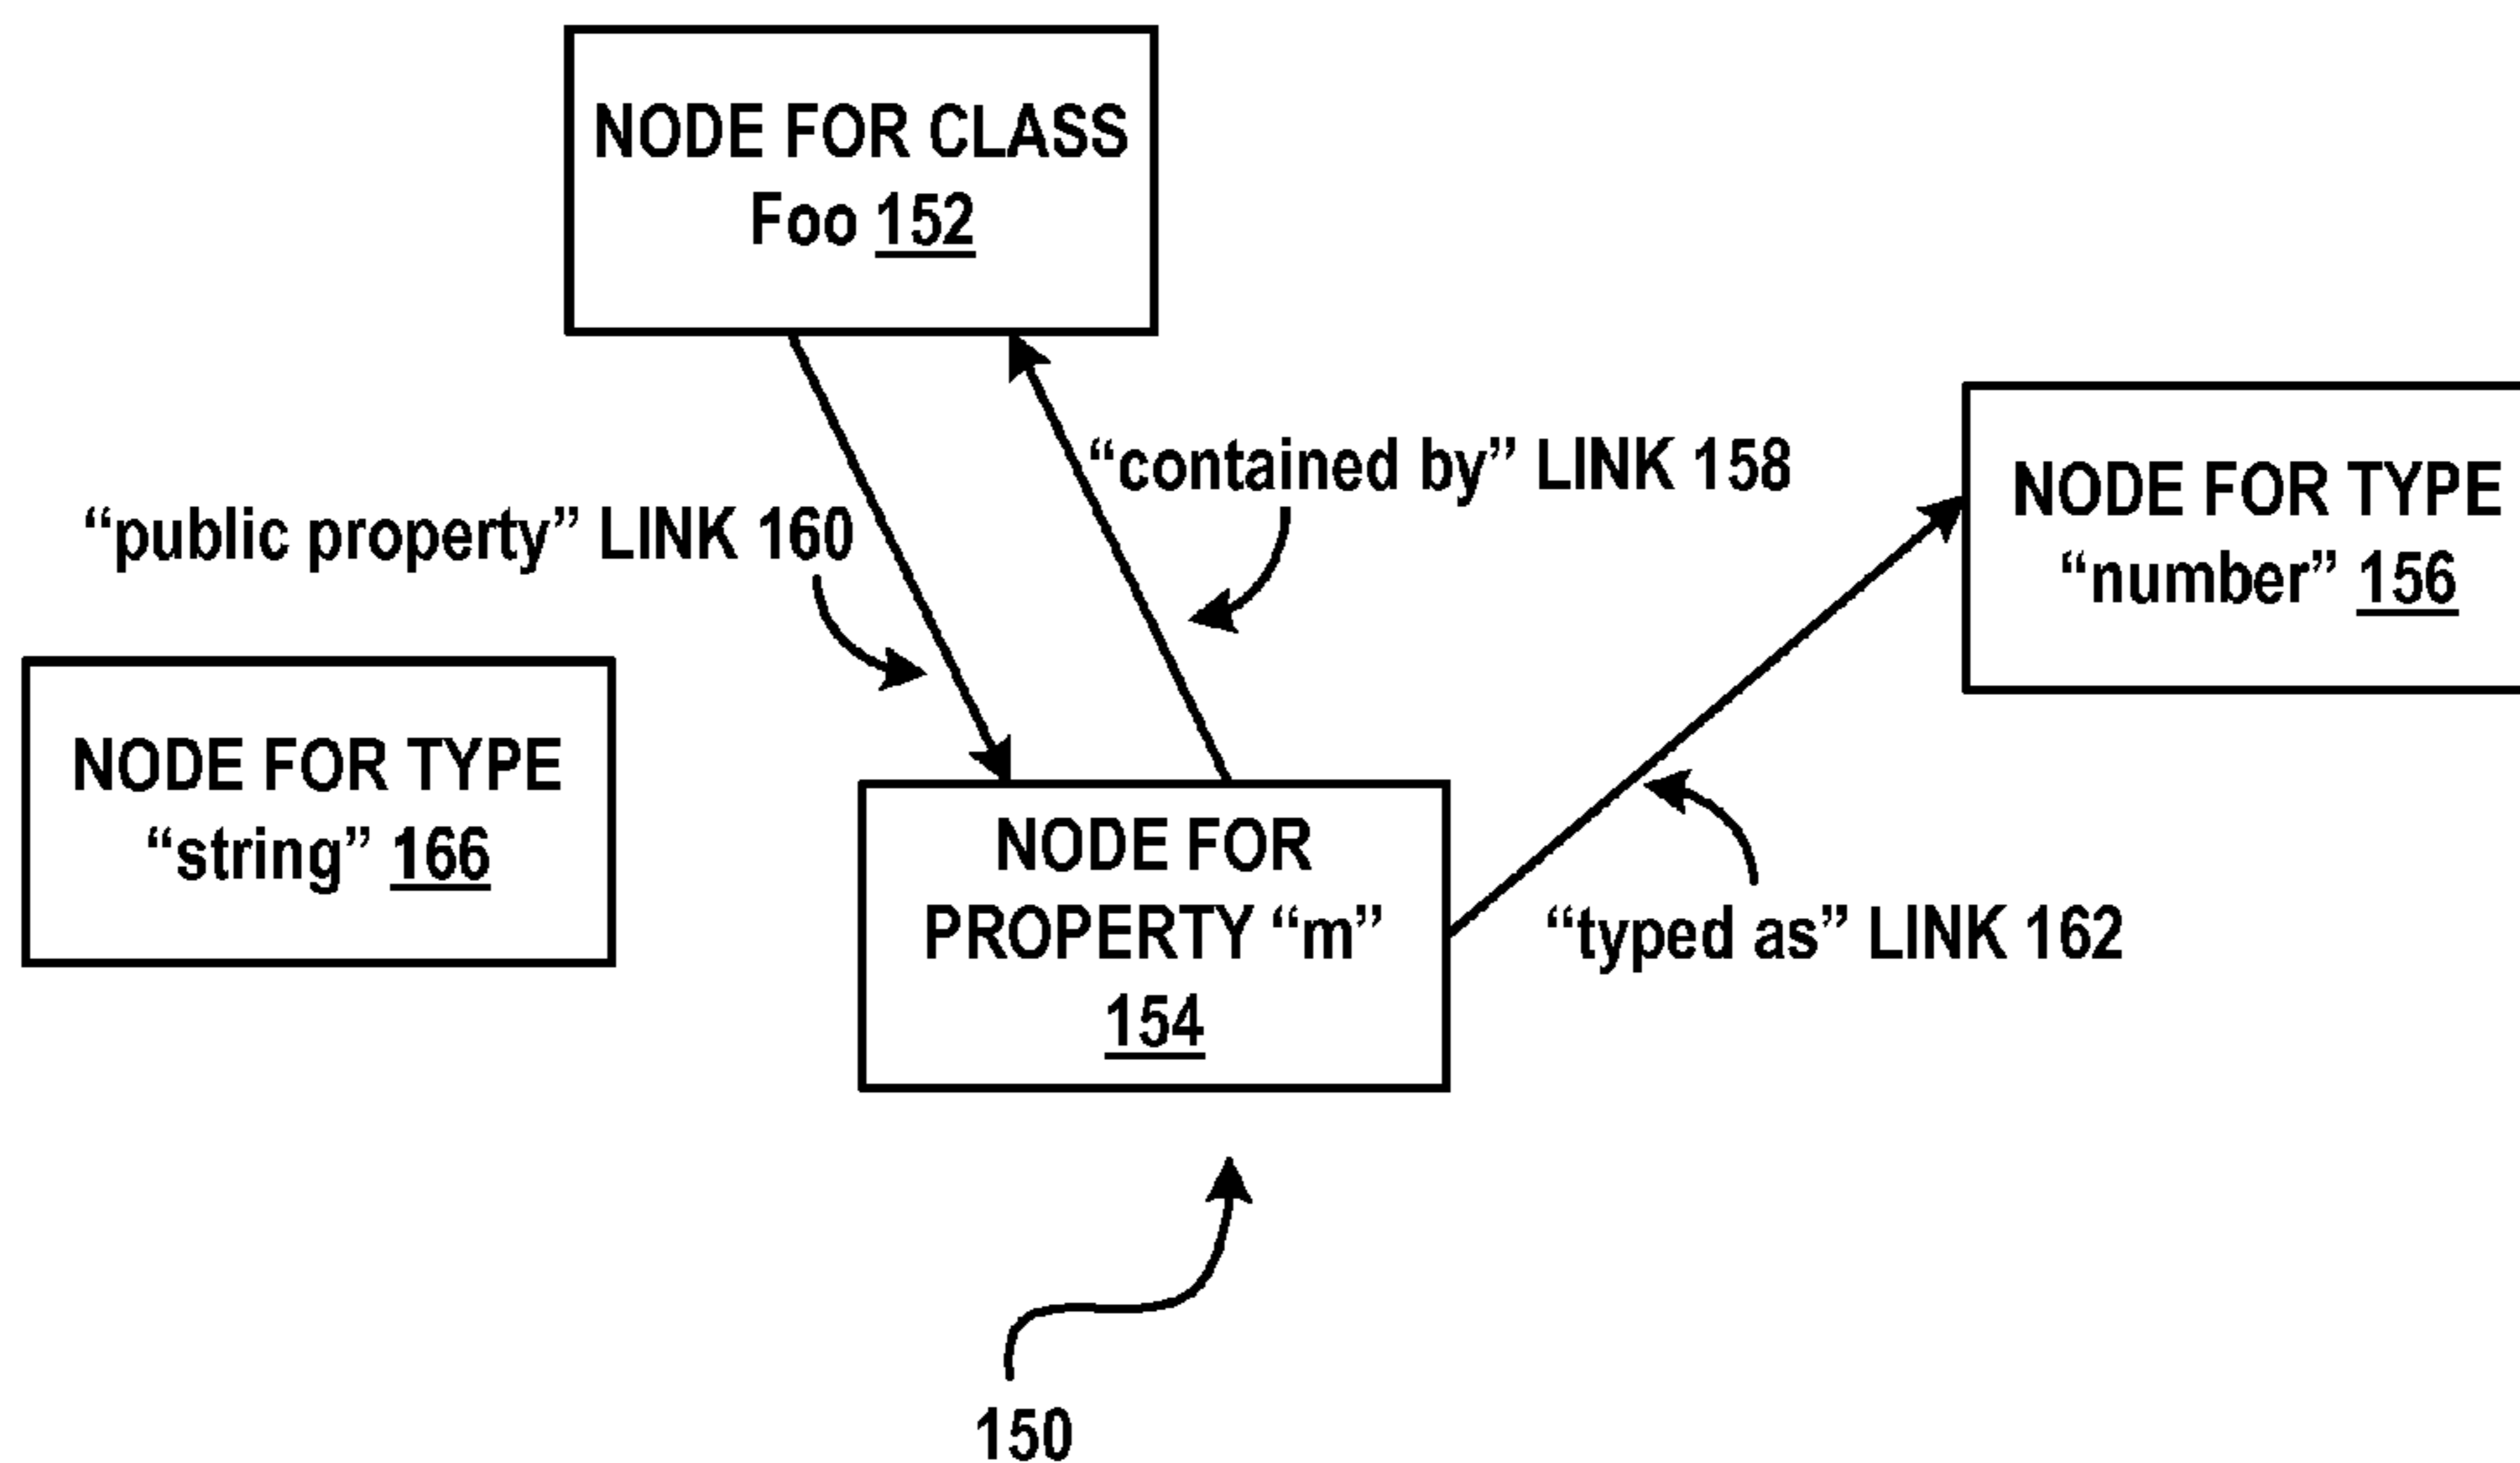 NODE FOR CLASS
Foo 152
“contained by” LINK 158
“public property” LINK 160
NODE FOR TYPE
“number” 156
NODE FOR TYPE
“string” 166
NODE FOR
PROPERTY “m”
154
“typed as” LINK 162
150